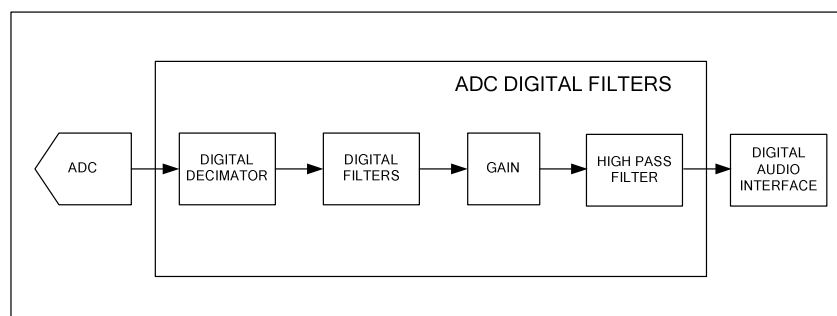 ADC DIGITAL FILTERS
ADC
DIGITAL
DECIMATOR
DIGITAL
FILTERS
GAIN
HIGH PASS
FILTER
DIGITAL
AUDIO
INTERFACE